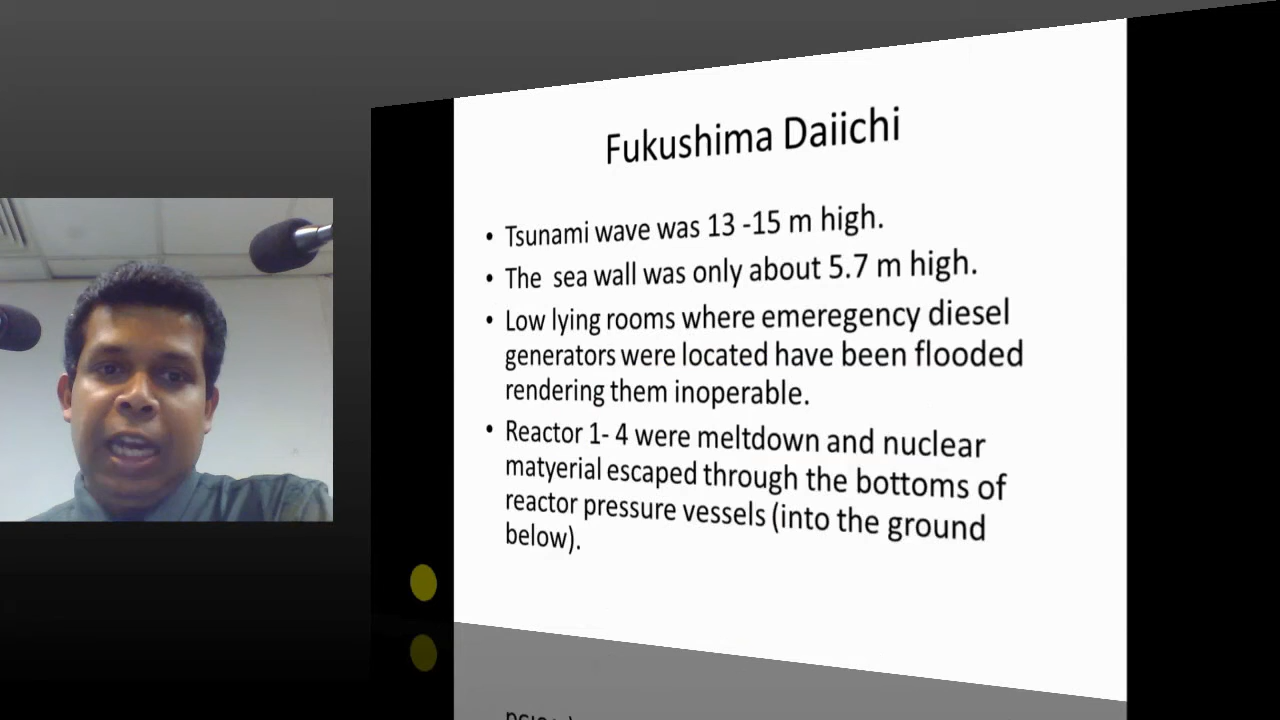 Fukushima Daiichi
• Tsunami wave was 13 -15 m high.
• The  sea wall was only about 5.7 m high.
• Low lying rooms where emeregency diesel
generators were located have been flooded
rendering them inoperable.
• Reactor 1- 4 were meltdown and nuclear
matyerial escaped through the bottoms of
reactor pressure vessels (into the ground
below).